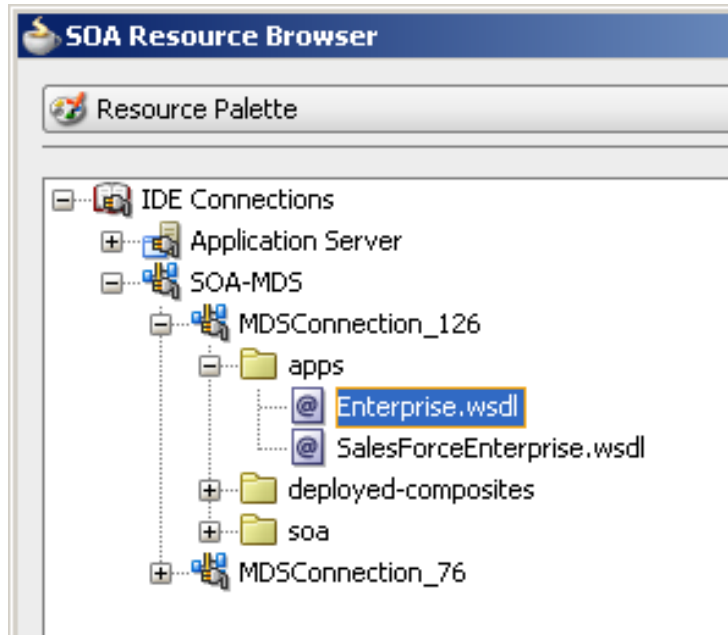 SOA Resource Browser
Resource Palette
IDE Connections
Application Server
SOA-MDS
MDSConnection_126
apps
Enterprise.wsdl
SalesForceEnterprise.wsdl
deployed-composites
soa
MDSConnection_76